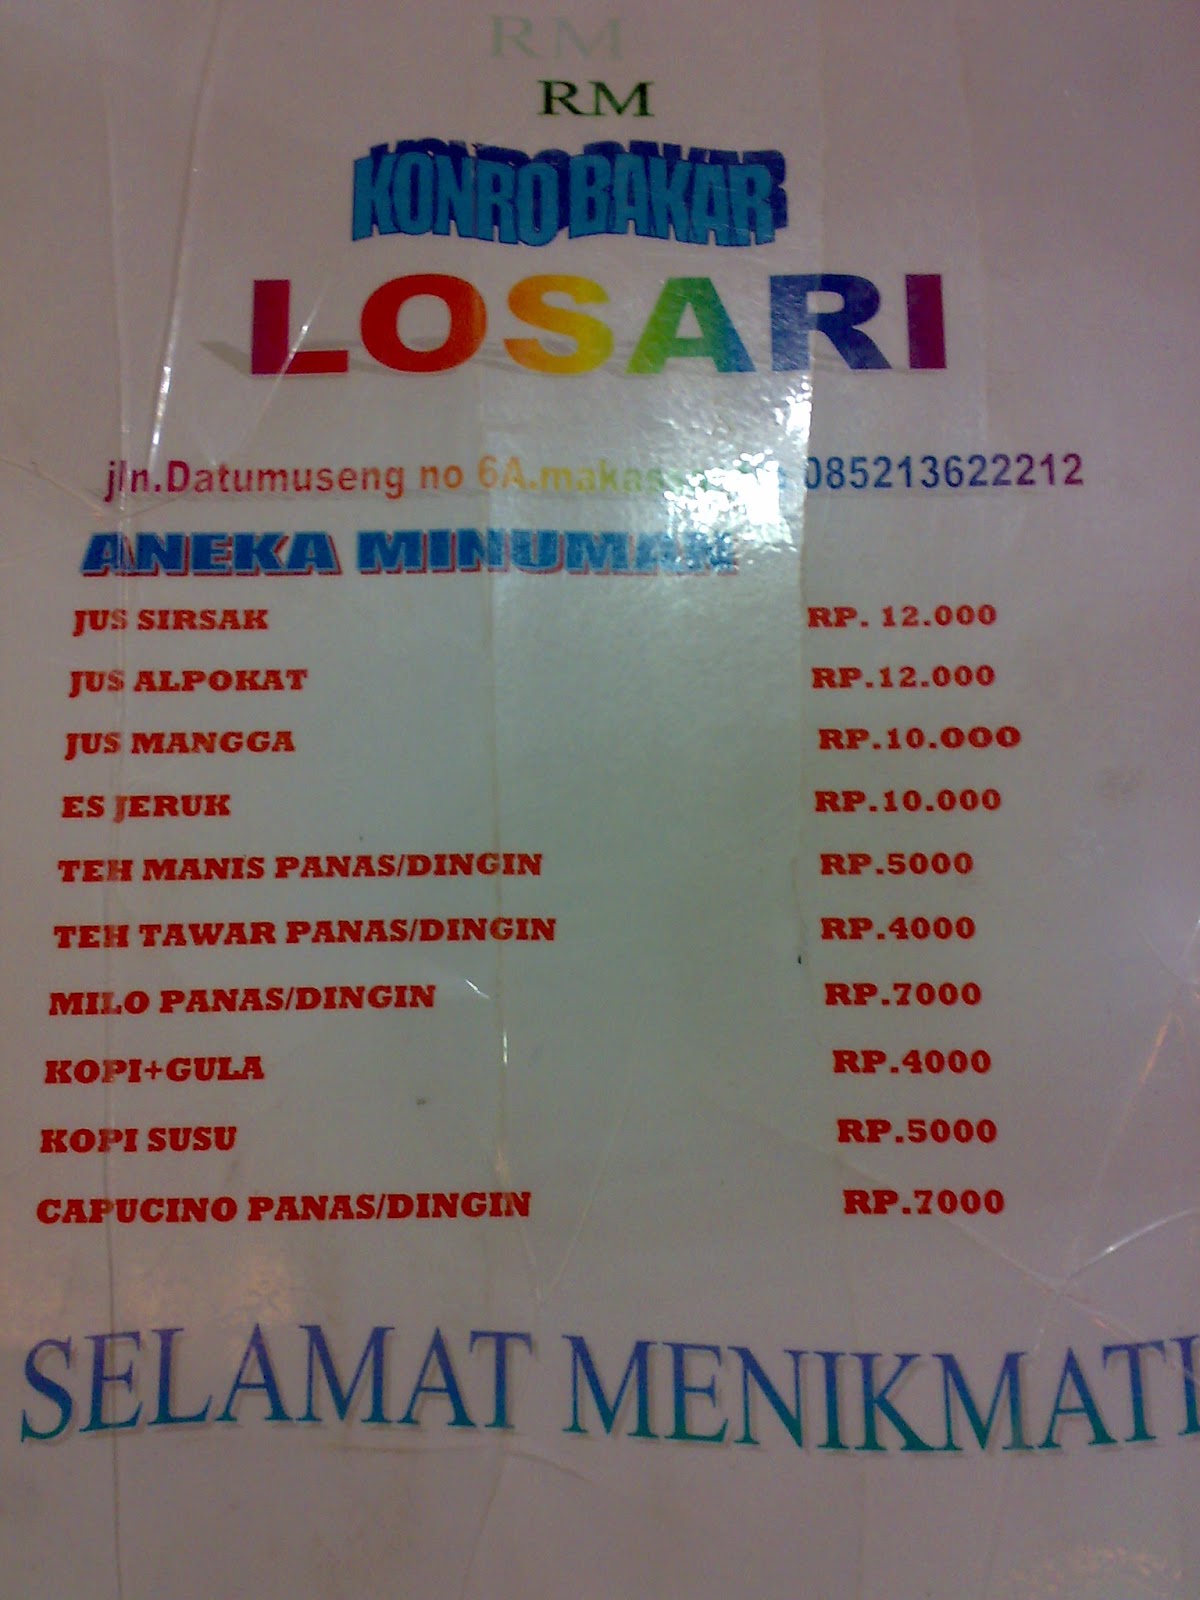 RM
RM
KONRO BAKAR
LOSARI
jln.Datumuseng no 6A. 085213622212
ANEKA MINUMAN
JUS SIRSAK RP. 12.000
JUS ALPOKAT RP.12.000
JUS MANGGA RP.10.000
ES JERUK RP.10.000
TEH MANIS PANAS/DINGIN RP.5000
TEH TAWAR PANAS/DINGIN RP.4000
MILO PANAS/DINGIN RP.7000
KOPI+GULA RP.4000
KOPI SUSU RP.5000
CAPUCINO PANAS/DINGIN RP.7000
SELAMAT MENIKMATI